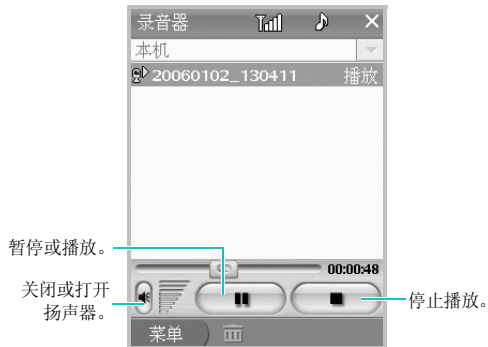 录音器
本机
20060102_130411 播放
暂停或播放。
00:00:48
关闭或打开
扬声器。
停止播放。
菜单